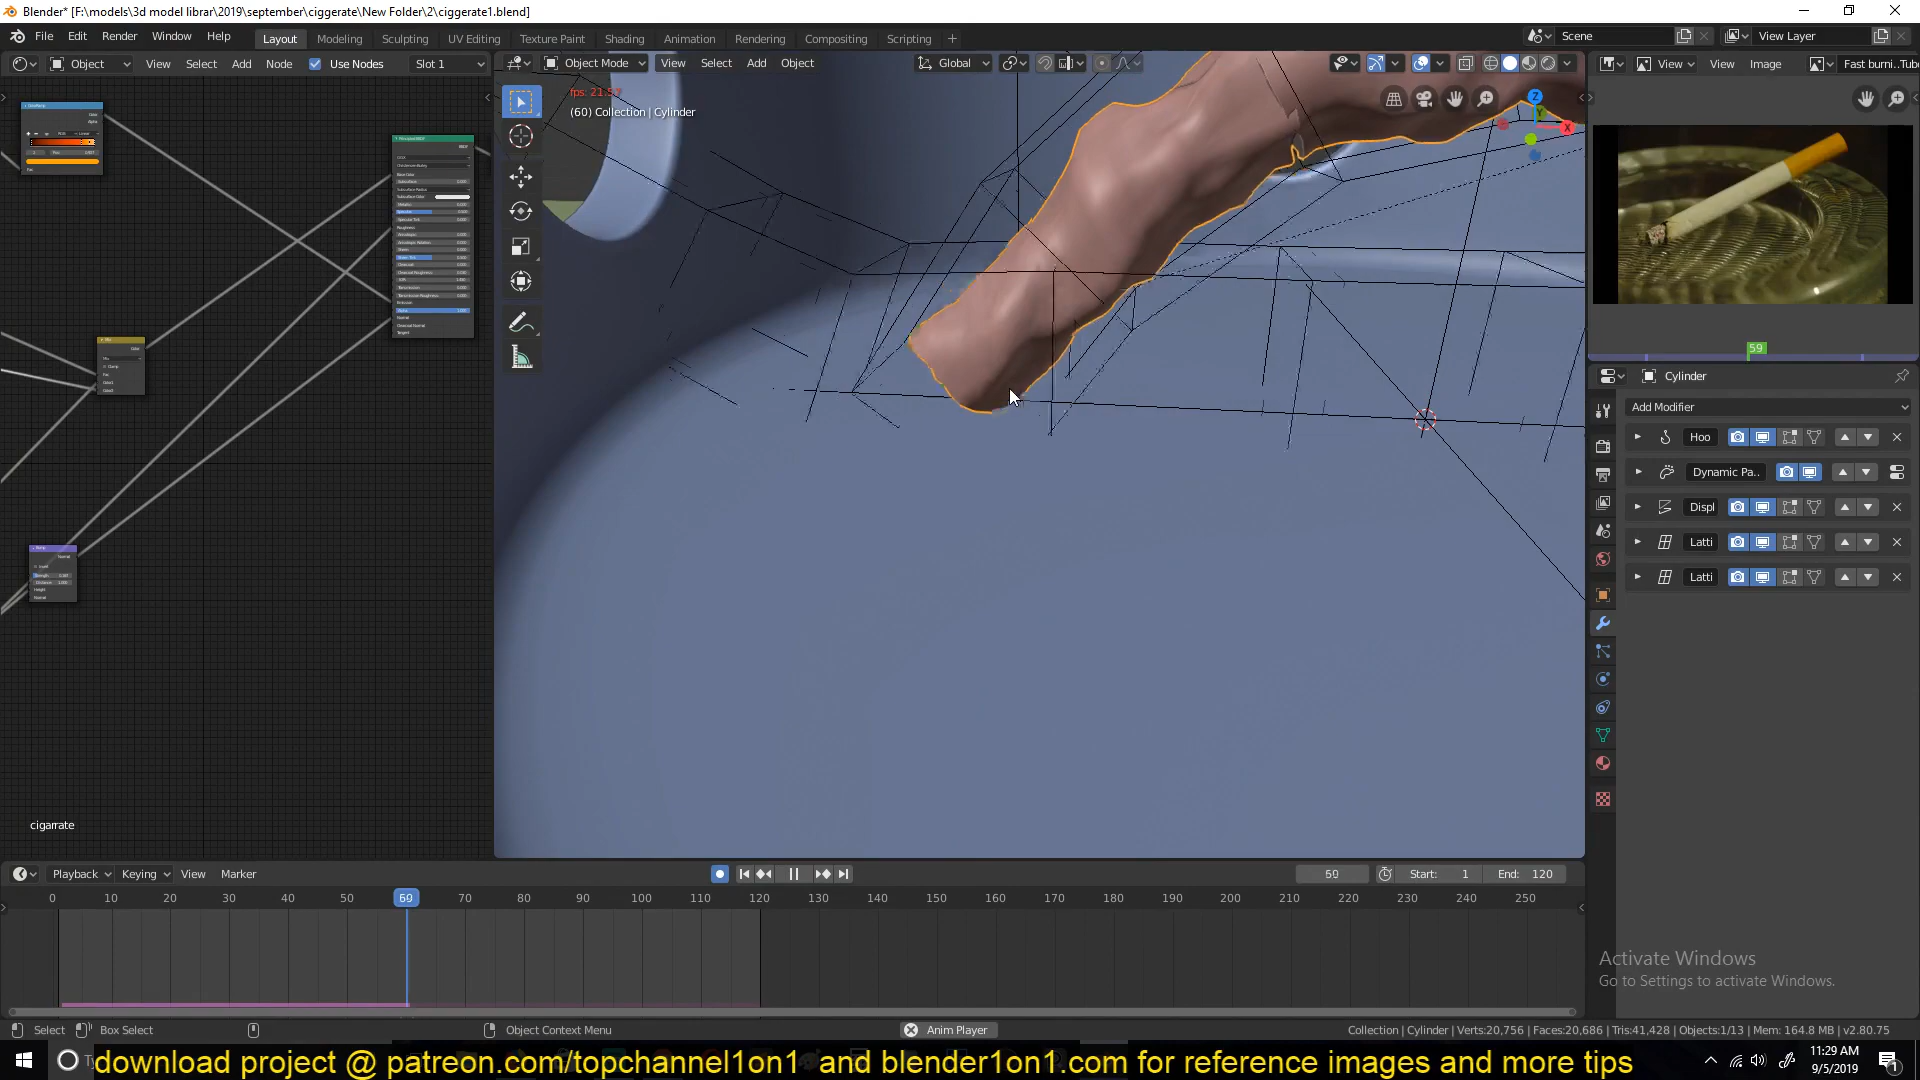 Blender* [F:\models\3d model librar\2019\september\ciggerate\New Folder\2\ciggerate1.blend]
File Edit Render Window Help Layout Modeling Sculpting UV Editing Texture Paint Shading Animation Rendering Compositing Scripting + Scene View Layer
Object View Select Add Node Use Nodes Slot 1 Object Mode View Select Add Object Global View View Image Fast burni..Tub
fps: 21.57
(60) Collection | Cylinder
Z
Y
X
59
Cylinder
Add Modifier
Hoo
Dynamic Pa..
Displ
Latti
Latti
cigarrate
Playback Keying View Marker 59 Start: 1 End: 120
0 10 20 30 40 50 60 70 80 90 100 110 120 130 140 150 160 170 180 190 200 210 220 230 240 250
Activate Windows
Go to Settings to activate Windows.
Select Box Select Object Context Menu Anim Player Collection | Cylinder | Verts:20,756 | Faces:20,686 | Tris:41,428 | Objects:1/13 | Mem: 164.8 MB | v2.80.75
download project @ patreon.com/topchannel1on1 and blender1on1.com for reference images and more tips
11:29 AM
9/5/2019